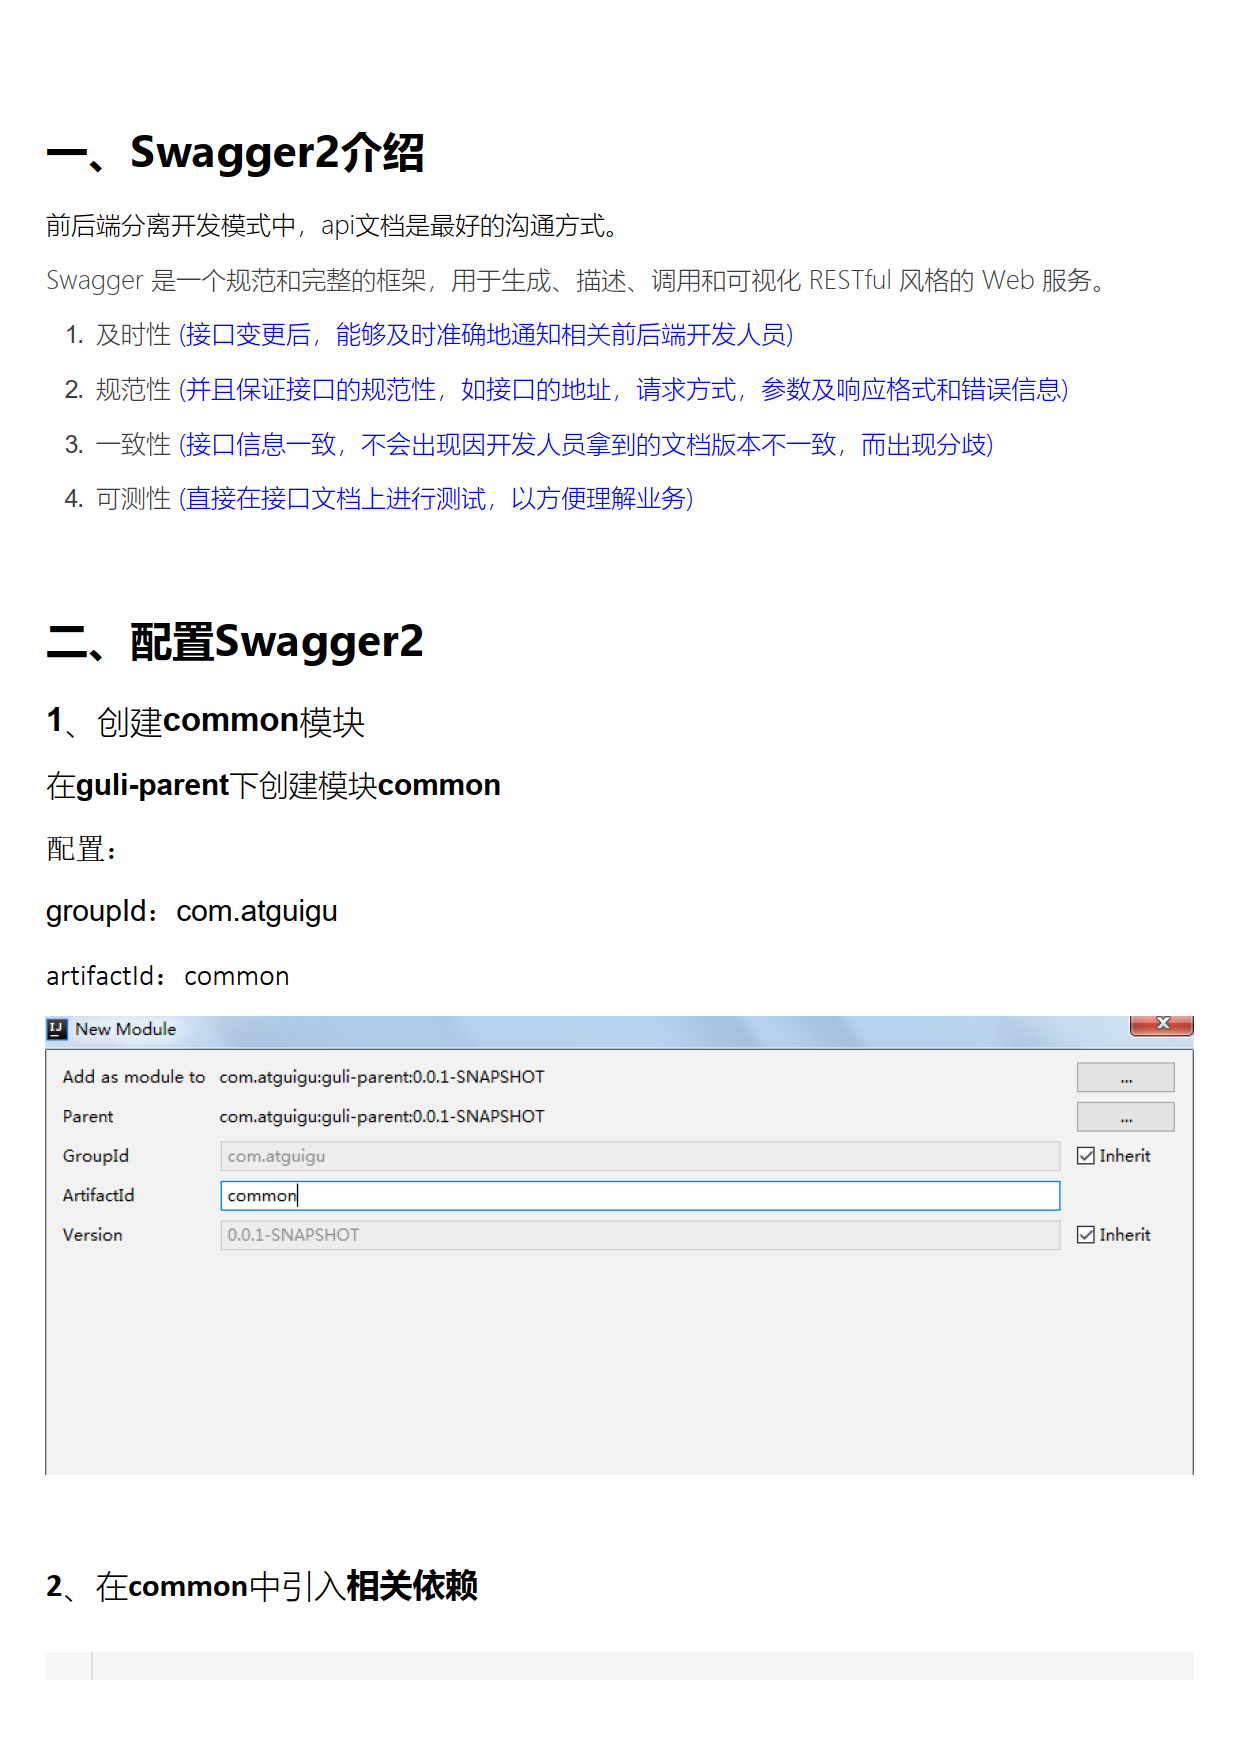 一、Swagger2介绍
前后端分离开发模式中，api文档是最好的沟通方式。
Swagger 是一个规范和完整的框架，用于生成、描述、调用和可视化 RESTful 风格的 Web 服务。
1. 及时性 (接口变更后，能够及时准确地通知相关前后端开发人员)
2. 规范性 (并且保证接口的规范性，如接口的地址，请求方式，参数及响应格式和错误信息)
3. 一致性 (接口信息一致，不会出现因开发人员拿到的文档版本不一致，而出现分歧)
4. 可测性 (直接在接口文档上进行测试，以方便理解业务)
二、配置Swagger2
1、创建common模块
在guli-parent下创建模块common
配置：
groupId：com.atguigu
artifactId：common
New Module
Add as module to com.atguigu:guli-parent:0.0.1-SNAPSHOT ...
Parent com.atguigu:guli-parent:0.0.1-SNAPSHOT ...
GroupId com.atguigu Inherit
ArtifactId common
Version 0.0.1-SNAPSHOT Inherit
2、在common中引入相关依赖